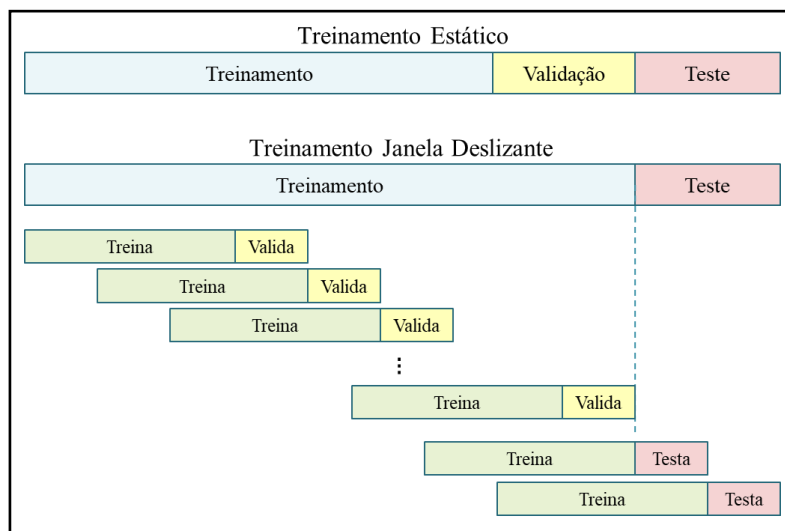 Treinamento Estático
Treinamento Validação Teste
Treinamento Janela Deslizante
Treinamento Teste
Treina Valida
Treina Valida
Treina Valida
⋮
Treina Valida
Treina Testa
Treina Testa